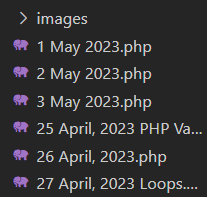 images
1 May 2023.php
2 May 2023.php
3 May 2023.php
25 April, 2023 PHP Va...
26 April, 2023.php
27 April, 2023 Loops....